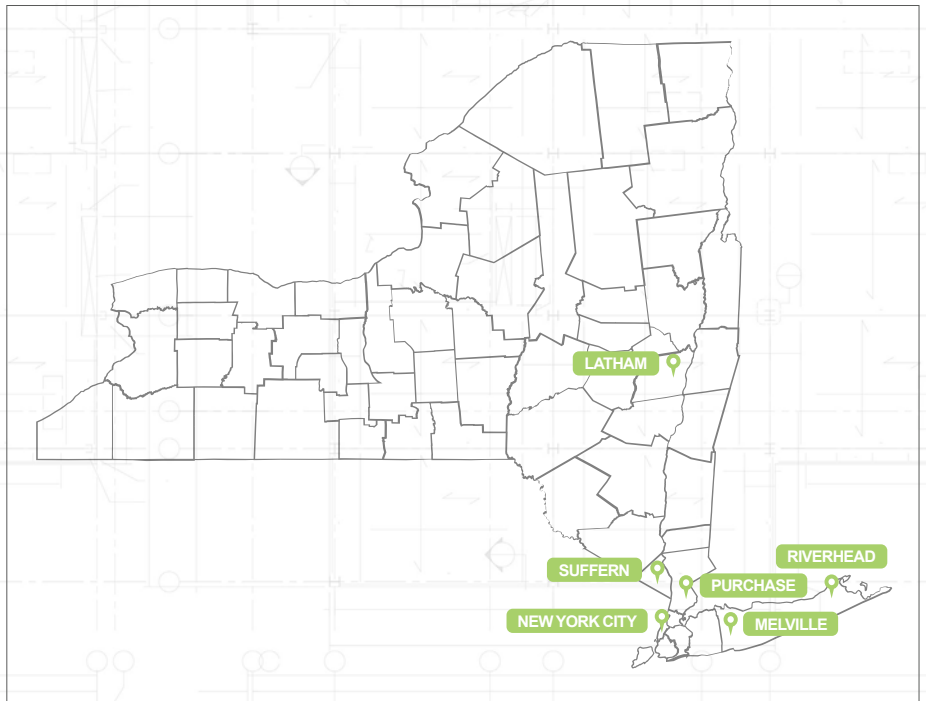 LATHAM
RIVERHEAD
SUFFERN
PURCHASE
NEW YORK CITY
MELVILLE